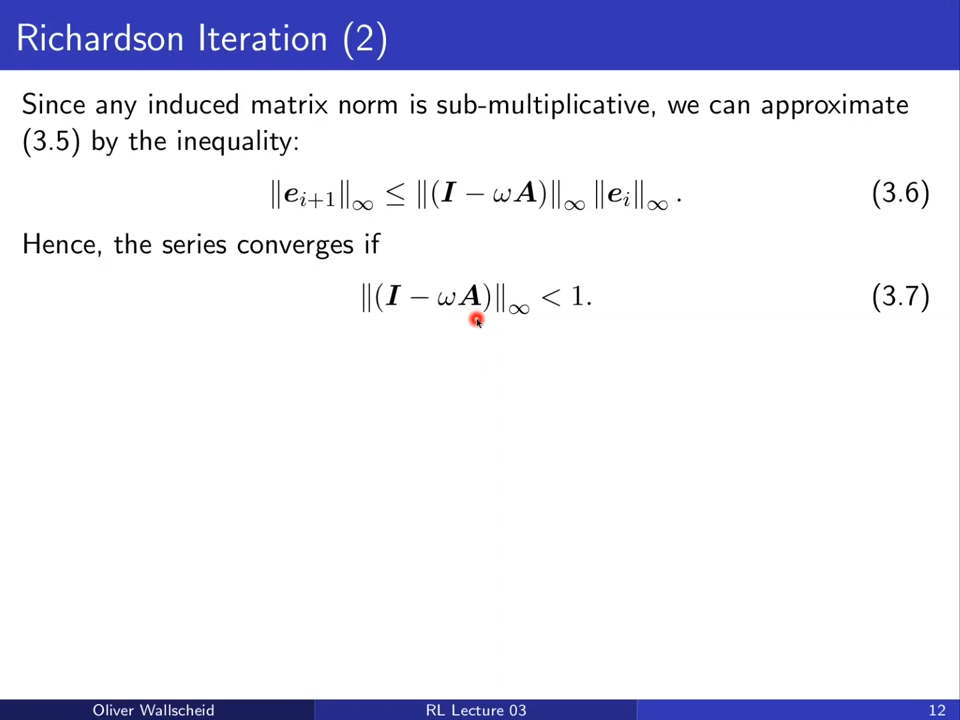 Richardson Iteration (2)
Since any induced matrix norm is sub-multiplicative, we can approximate
(3.5) by the inequality:
‖e_{i+1}‖_∞ ≤ ‖(I − ωA)‖_∞ ‖e_i‖_∞ . (3.6)
Hence, the series converges if
‖(I − ωA)‖_∞ < 1. (3.7)
Oliver Wallscheid RL Lecture 03 12